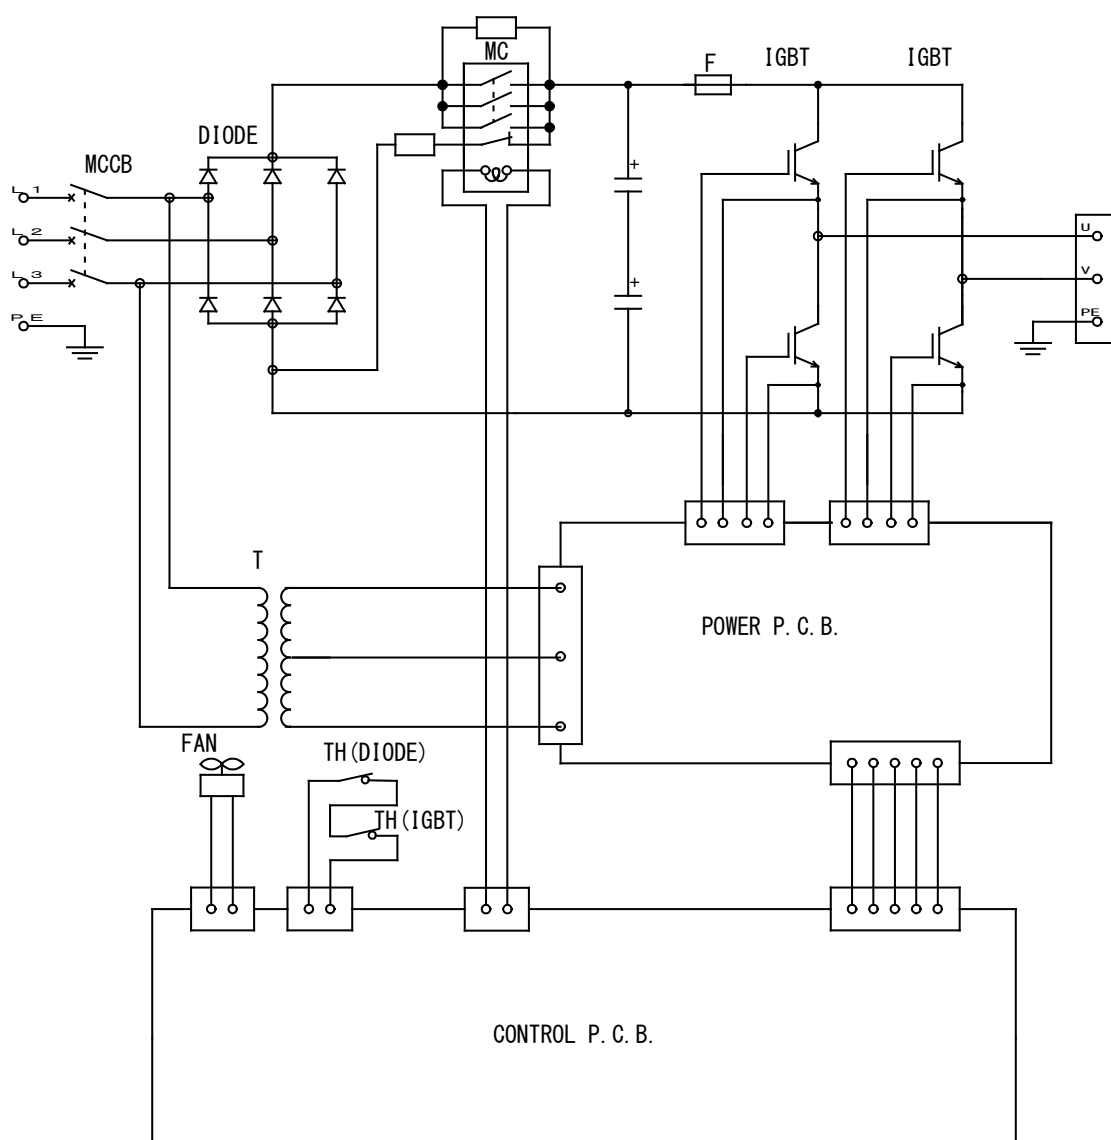 MC
F
IGBT
IGBT
DIODE
MCCB
L1
L2
L3
PE
+
+
U
V
PE
T
POWER P.C.B.
FAN
TH(DIODE)
TH(IGBT)
CONTROL P.C.B.